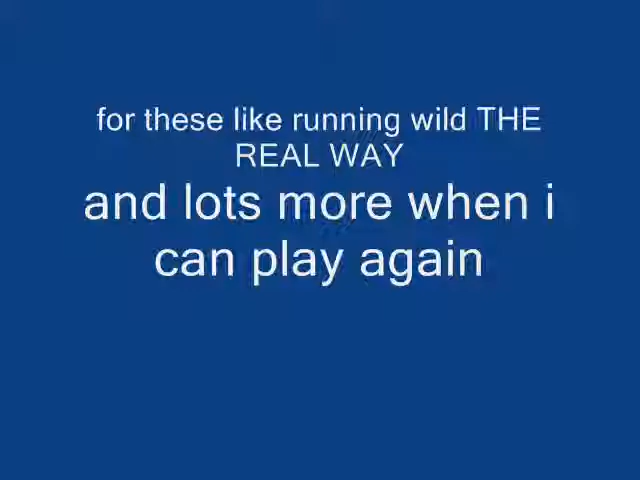 for these like running wild THE
REAL WAY
and lots more when i
can play again